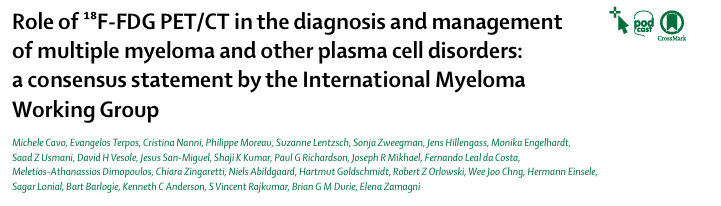 Role of ¹⁸F-FDG PET/CT in the diagnosis and management
of multiple myeloma and other plasma cell disorders:
a consensus statement by the International Myeloma
Working Group
pod
cast
CrossMark
Michele Cavo, Evangelos Terpos, Cristina Nanni, Philippe Moreau, Suzanne Lentzsch, Sonja Zweegman, Jens Hillengass, Monika Engelhardt,
Saad Z Usmani, David H Vesole, Jesus San-Miguel, Shaji K Kumar, Paul G Richardson, Joseph R Mikhael, Fernando Leal da Costa,
Meletios-Athanassios Dimopoulos, Chiara Zingaretti, Niels Abildgaard, Hartmut Goldschmidt, Robert Z Orlowski, Wee Joo Chng, Hermann Einsele,
Sagar Lonial, Bart Barlogie, Kenneth C Anderson, S Vincent Rajkumar, Brian G M Durie, Elena Zamagni